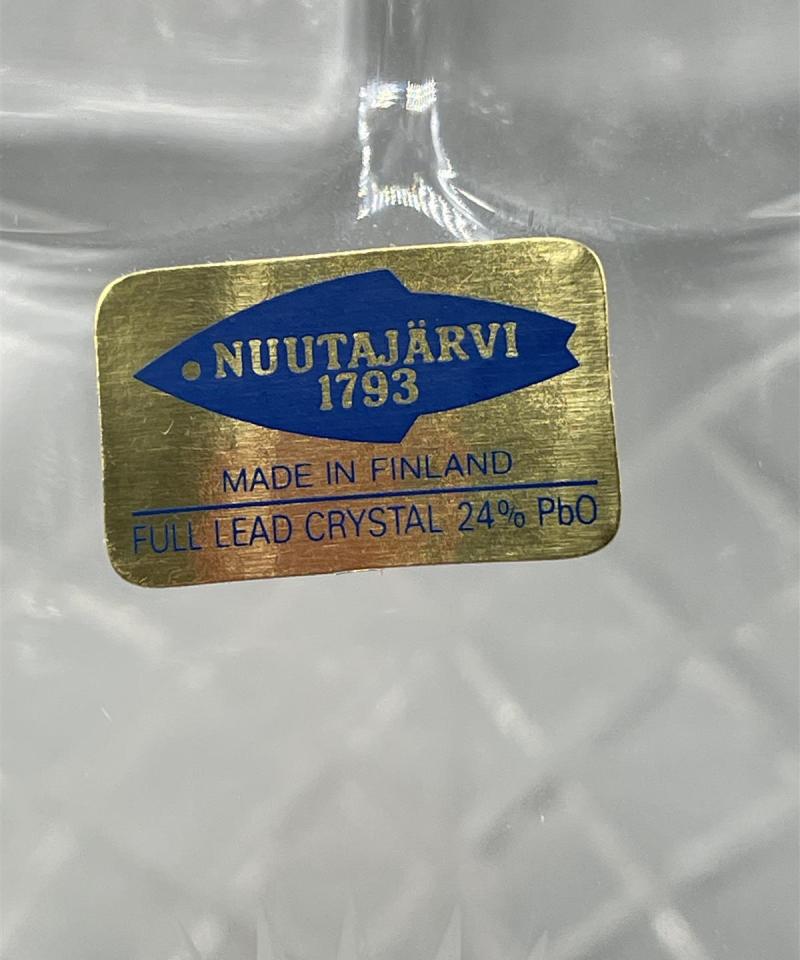 NUUTAJÄRVI
1793
MADE IN FINLAND
FULL LEAD CRYSTAL 24% PbO